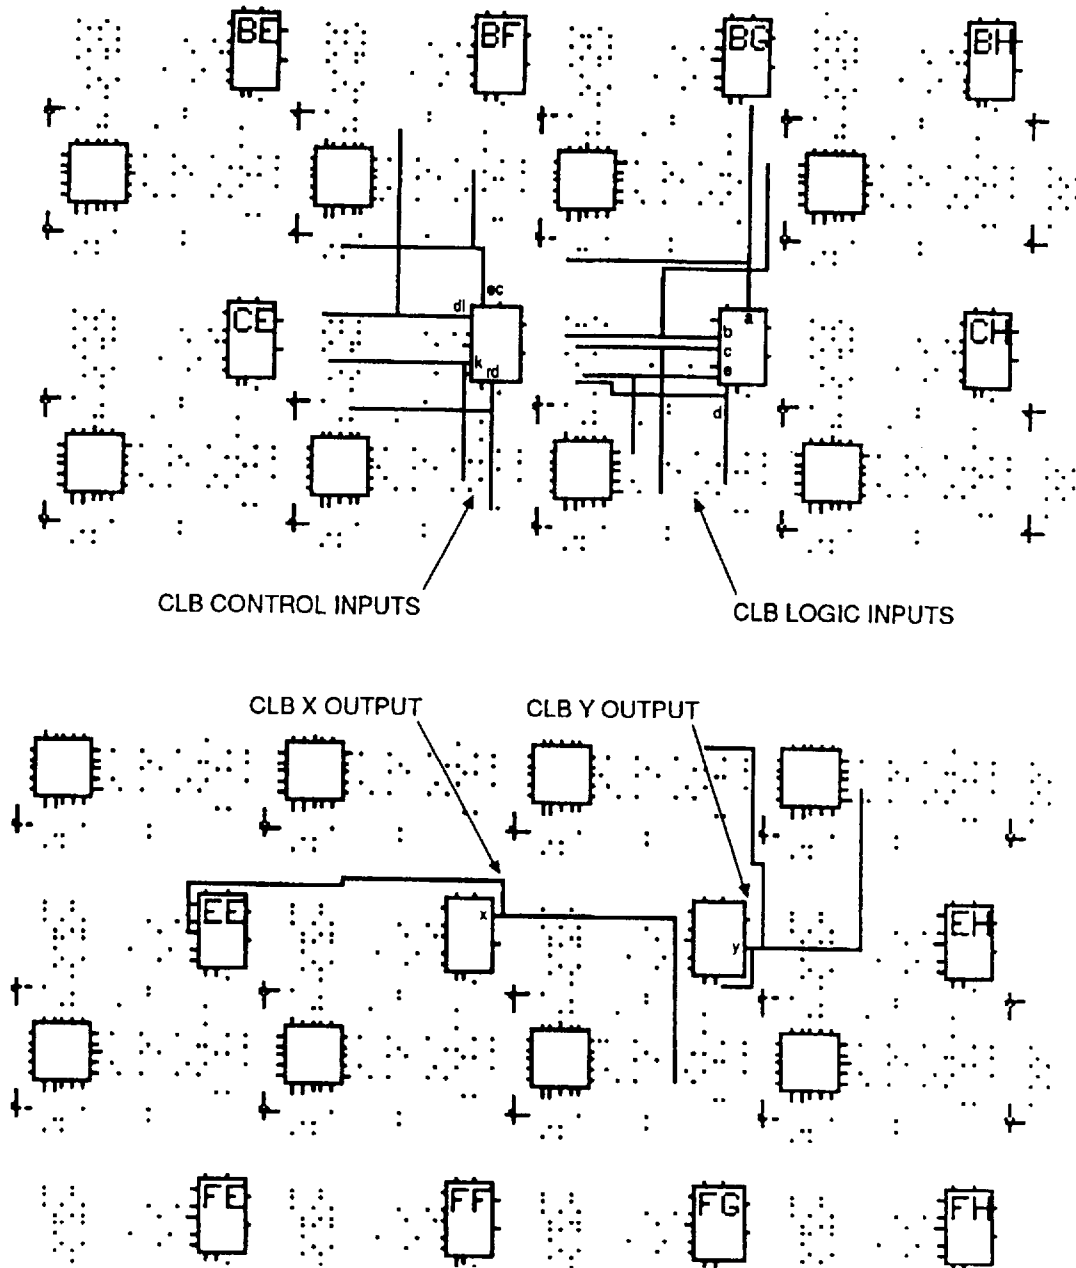 BE BF BG BH
ec
di
a
CE CH
b
c
k
rd
e
d
CLB CONTROL INPUTS
CLB LOGIC INPUTS
CLB X OUTPUT
CLB Y OUTPUT
EE x EH
y
FE FF FG FH